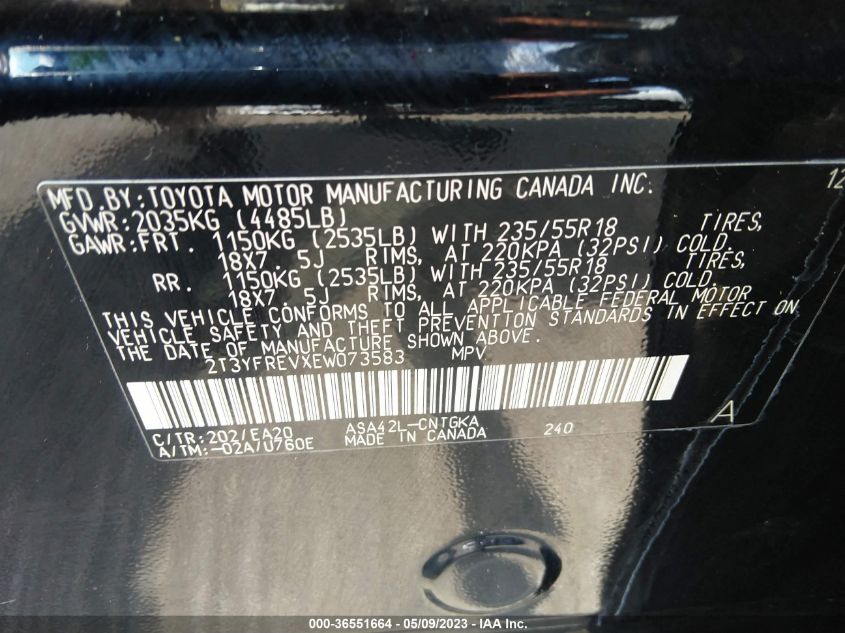 MFD.BY:TOYOTA MOTOR MANUFACTURING CANADA INC. 12
GVWR:2035KG (4485LB)
GAWR:FRT. 1150KG (2535LB) WITH 235/55R18 TIRES,
18X7. 5J RIMS, AT 220KPA (32PSI) COLD.
RR. 1150KG (2535LB) WITH 235/55R18 TIRES,
18X7. 5J RIMS, AT 220KPA (32PSI) COLD.
THIS VEHICLE CONFORMS TO ALL APPLICABLE FEDERAL MOTOR
VEHICLE SAFETY AND THEFT PREVENTION STANDARDS IN EFFECT ON
THE DATE OF MANUFACTURE SHOWN ABOVE.
2T3YFREVXEW073583 MPV
C/TR:202/EA20 ASA42L-CNTGKA 240 A
A/TM:-02A/U760E MADE IN CANADA
000-36551664 - 05/09/2023 - IAA Inc.